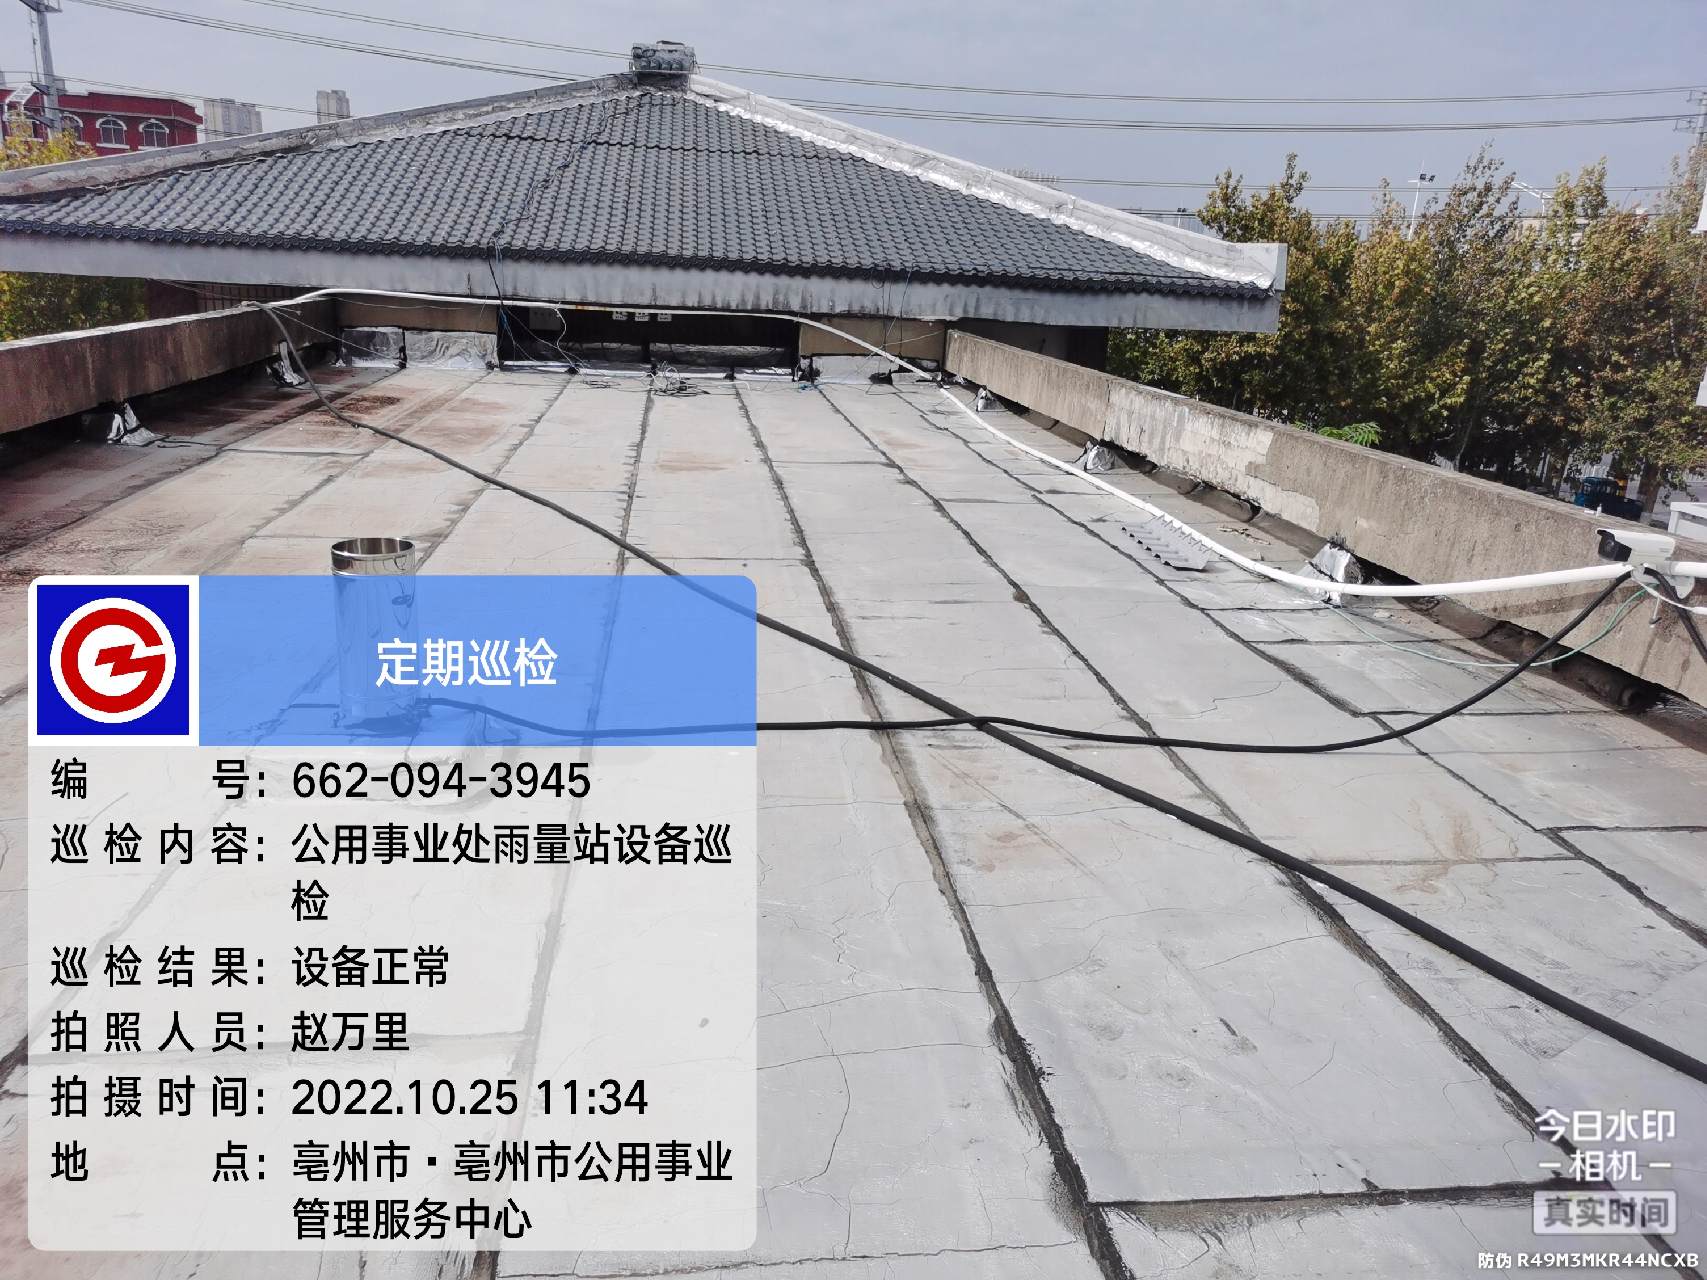 定期巡检
编号：662-094-3945
巡检内容：公用事业处雨量站设备巡
检
巡检结果：设备正常
拍照人员：赵万里
拍摄时间：2022.10.25 11:34
地点：亳州市·亳州市公用事业
管理服务中心
今日水印
-相机-
真实时间
防伪 R49M3MKR44NCXB